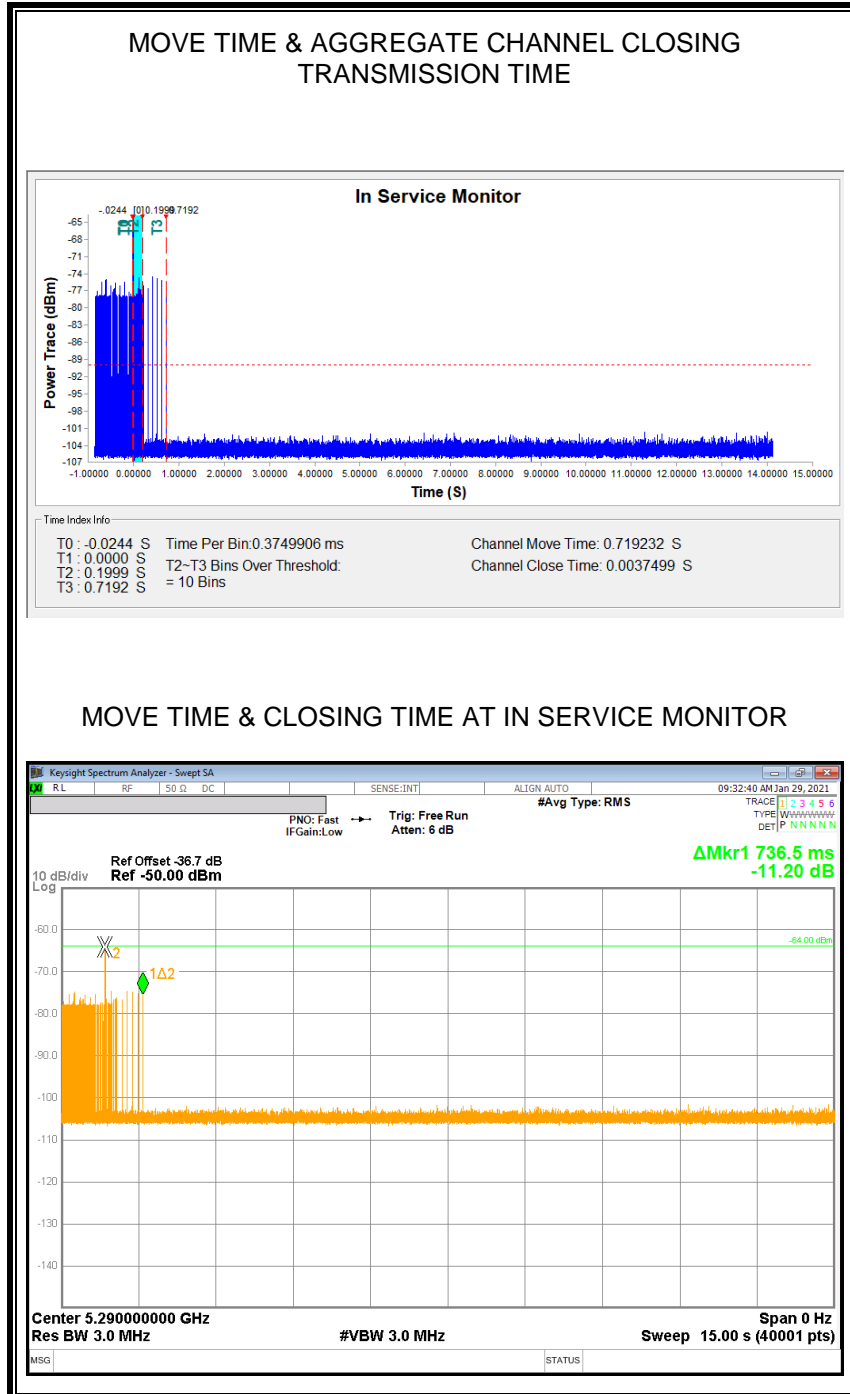 MOVE TIME & AGGREGATE CHANNEL CLOSING
TRANSMISSION TIME
In Service Monitor
-.0244 [0]0.1999 0.7192
T2 T3
Power Trace (dBm)
-65
-68
-71
-74
-77
-80
-83
-86
-89
-92
-95
-98
-101
-104
-107
-1.00000 0.00000 1.00000 2.00000 3.00000 4.00000 5.00000 6.00000 7.00000 8.00000 9.00000 10.00000 11.00000 12.00000 13.00000 14.00000 15.00000
Time (S)
Time Index Info
T0 : -0.0244 S
T1 : 0.0000 S
T2 : 0.1999 S
T3 : 0.7192 S
Time Per Bin:0.3749906 ms
T2~T3 Bins Over Threshold:
= 10 Bins
Channel Move Time: 0.719232 S
Channel Close Time: 0.0037499 S
MOVE TIME & CLOSING TIME AT IN SERVICE MONITOR
Keysight Spectrum Analyzer - Swept SA
LXI RL RF 50 Ω DC SENSE:INT ALIGN AUTO 09:32:40 AM Jan 29, 2021
PNO: Fast
IFGain:Low
Trig: Free Run
Atten: 6 dB
#Avg Type: RMS
TRACE 1 2 3 4 5 6
TYPE WWWWWW
DET P N N N N N
ΔMkr1 736.5 ms
-11.20 dB
Ref Offset -36.7 dB
10 dB/div Ref -50.00 dBm
Log
-60.0
-64.00 dBm
2
-70.0
1Δ2
-80.0
-90.0
-100
-110
-120
-130
-140
Center 5.290000000 GHz Span 0 Hz
Res BW 3.0 MHz #VBW 3.0 MHz Sweep 15.00 s (40001 pts)
MSG STATUS